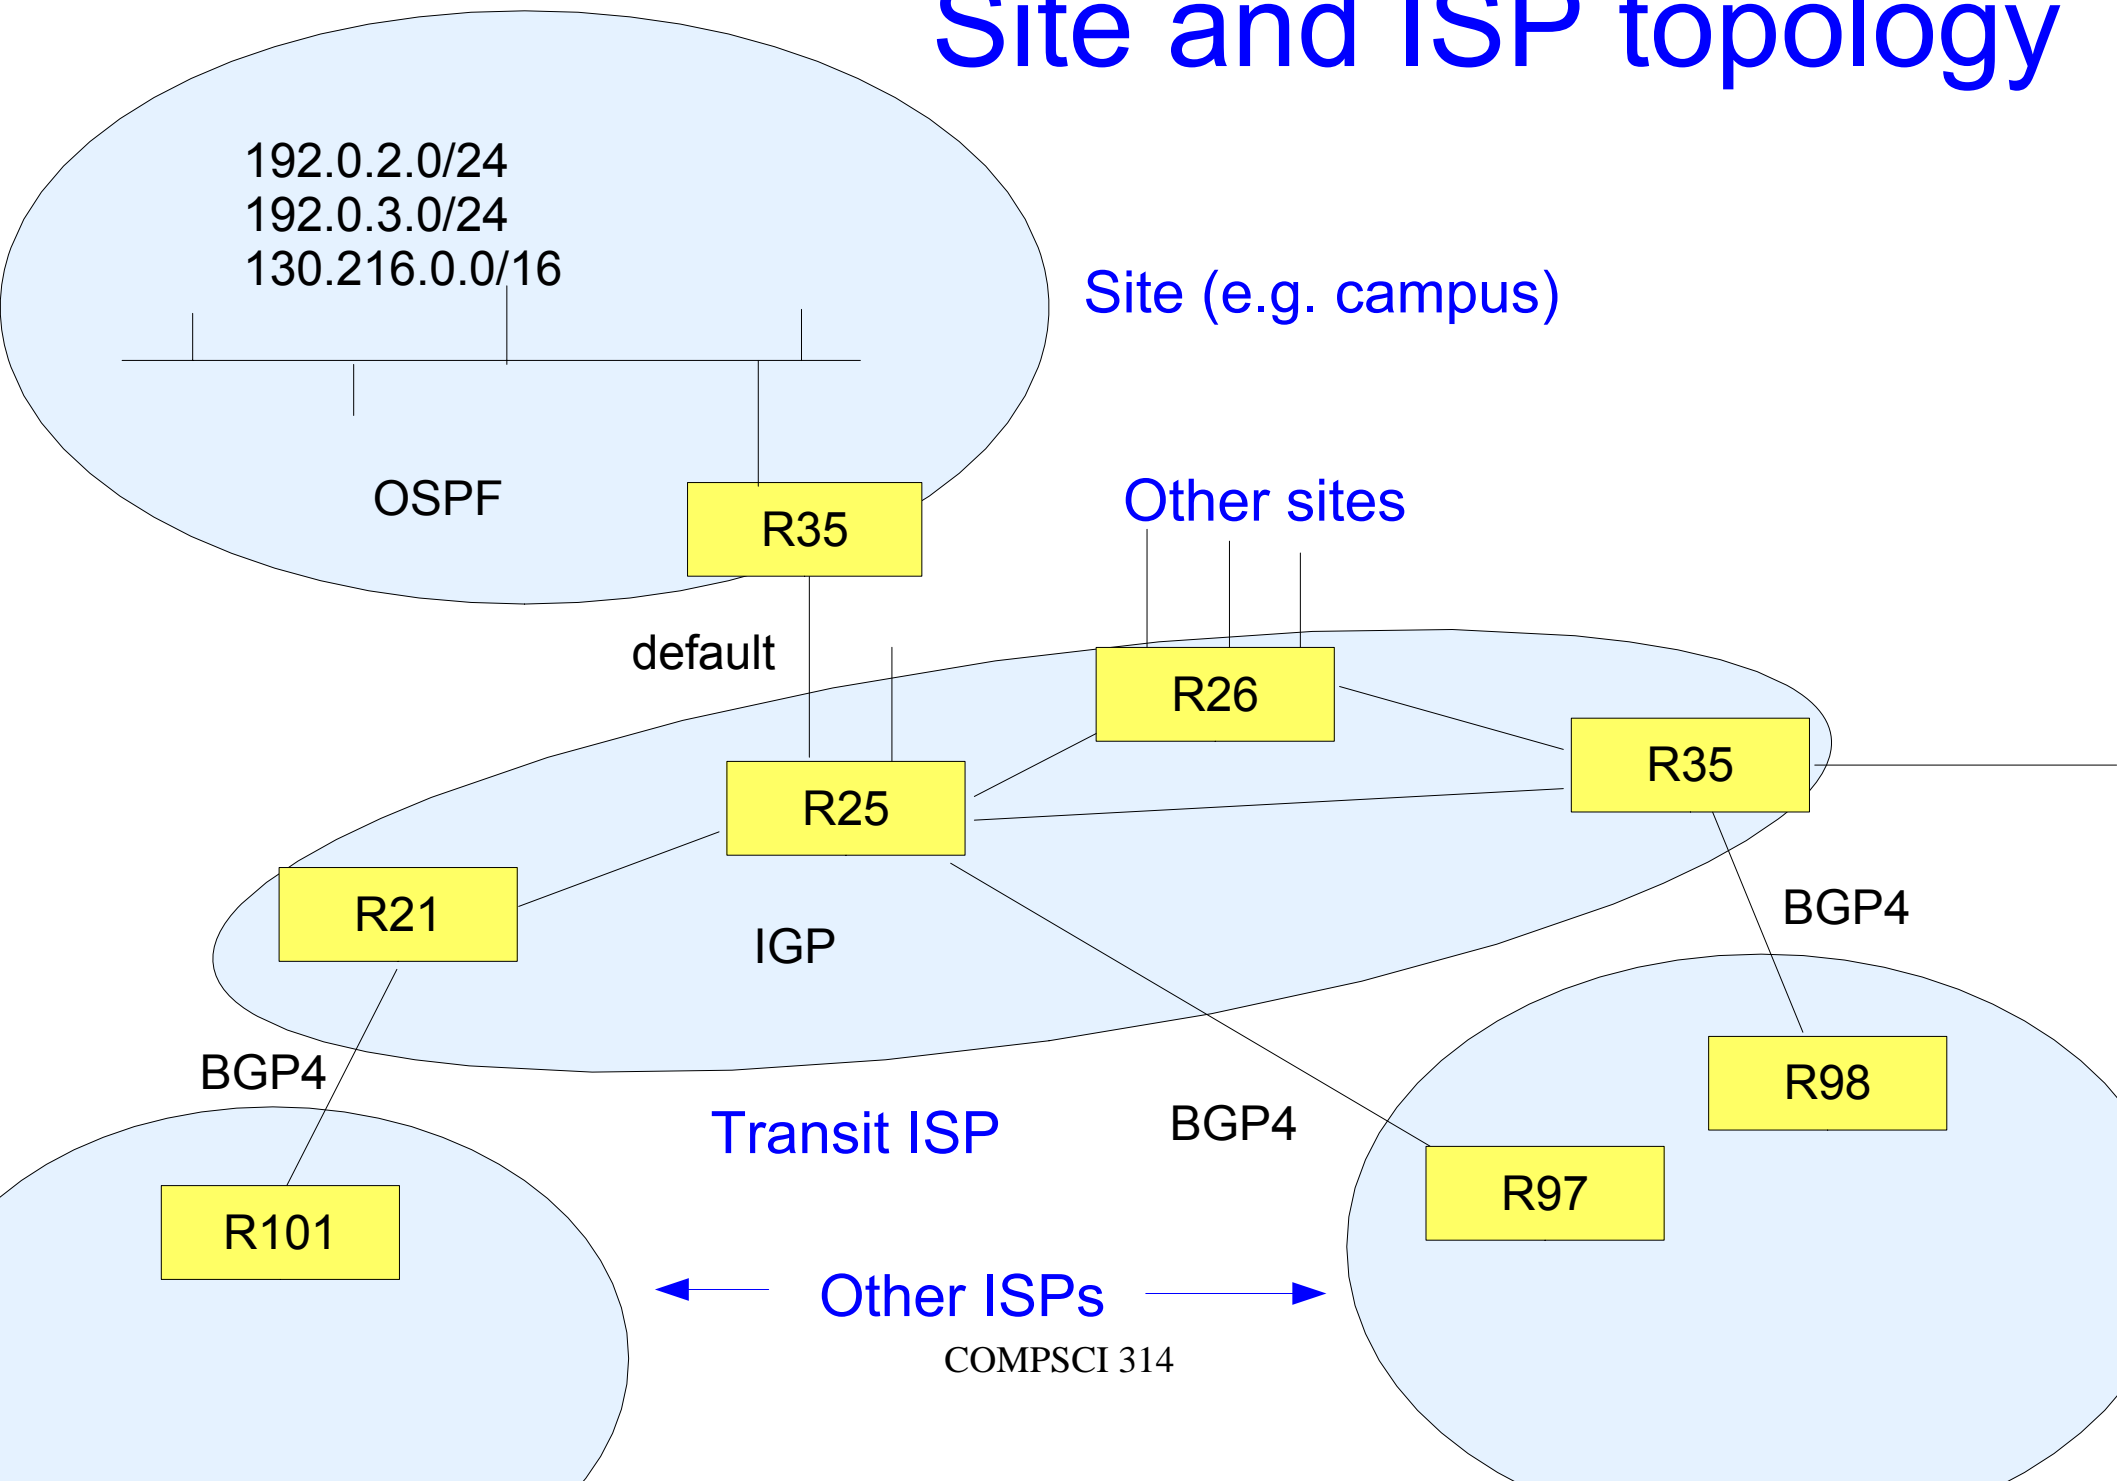 Site and ISP topology
192.0.2.0/24
192.0.3.0/24
130.216.0.0/16
Site (e.g. campus)
OSPF
R35
Other sites
default
R26
R35
R25
R21
IGP
BGP4
BGP4
R98
Transit ISP
BGP4
R97
R101
Other ISPs
COMPSCI 314